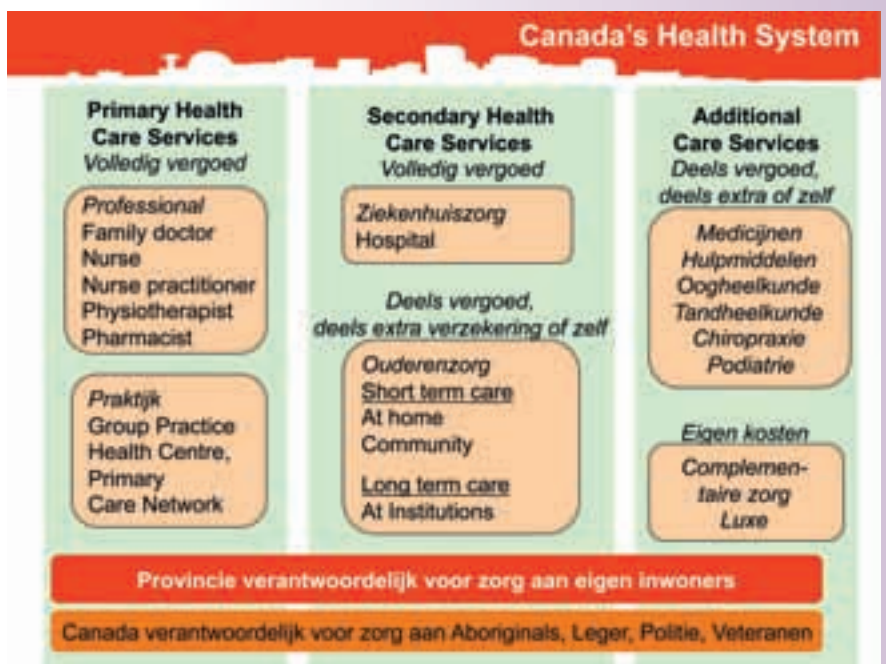 Canada's Health System
Primary Health
Care Services
Volledig vergoed
Professional
Family doctor
Nurse
Nurse practitioner
Physiotherapist
Pharmacist
Praktijk
Group Practice
Health Centre,
Primary
Care Network
Secondary Health
Care Services
Volledig vergoed
Ziekenhuiszorg
Hospital
Deels vergoed,
deels extra verzekering of zelf
Ouderenzorg
Short term care
At home
Community
Long term care
At Institutions
Additional
Care Services
Deels vergoed,
deels extra of zelf
Medicijnen
Hulpmiddelen
Oogheelkunde
Tandheelkunde
Chiropraxie
Podiatrie
Eigen kosten
Complemen-
taire zorg
Luxe
Provincie verantwoordelijk voor zorg aan eigen inwoners
Canada verantwoordelijk voor zorg aan Aboriginals, Leger, Politie, Veteranen